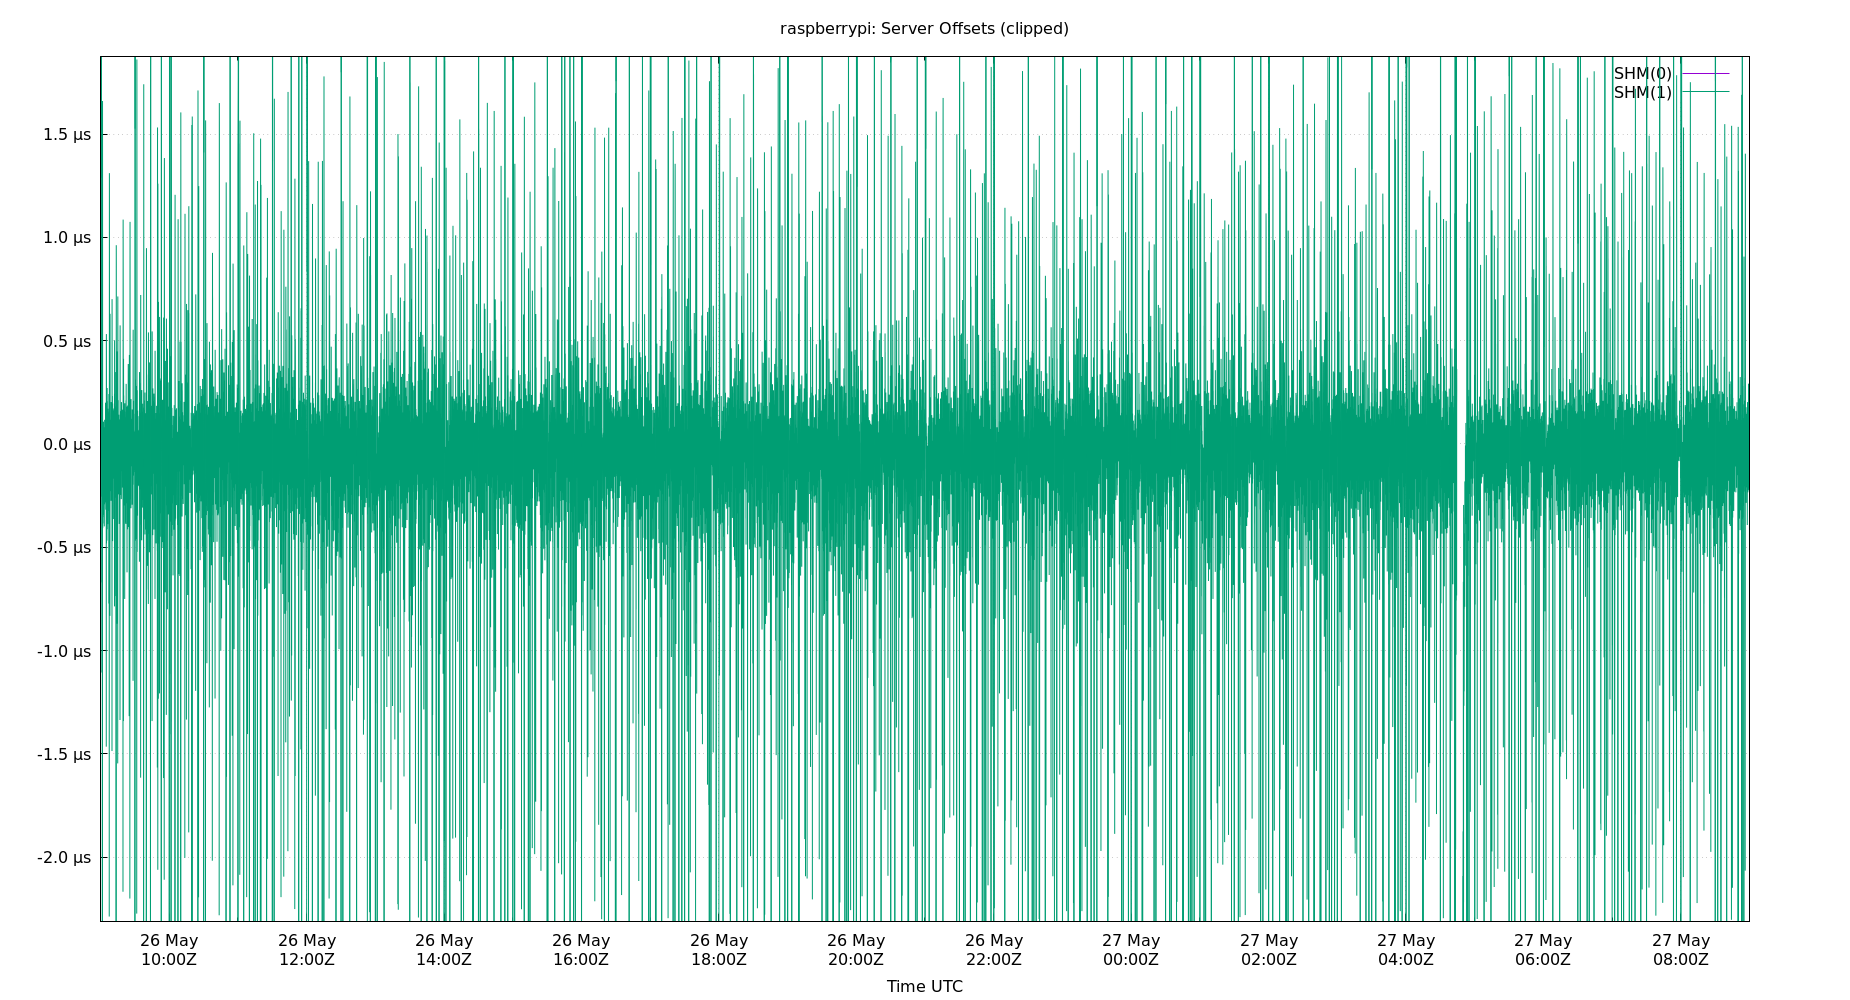 raspberrypi: Server Offsets (clipped)
SHM(0)
SHM(1)
1.5 µs
1.0 µs
0.5 µs
0.0 µs
-0.5 µs
-1.0 µs
-1.5 µs
-2.0 µs
26 May 26 May 26 May 26 May 26 May 26 May 26 May 27 May 27 May 27 May 27 May 27 May
10:00Z 12:00Z 14:00Z 16:00Z 18:00Z 20:00Z 22:00Z 00:00Z 02:00Z 04:00Z 06:00Z 08:00Z
Time UTC